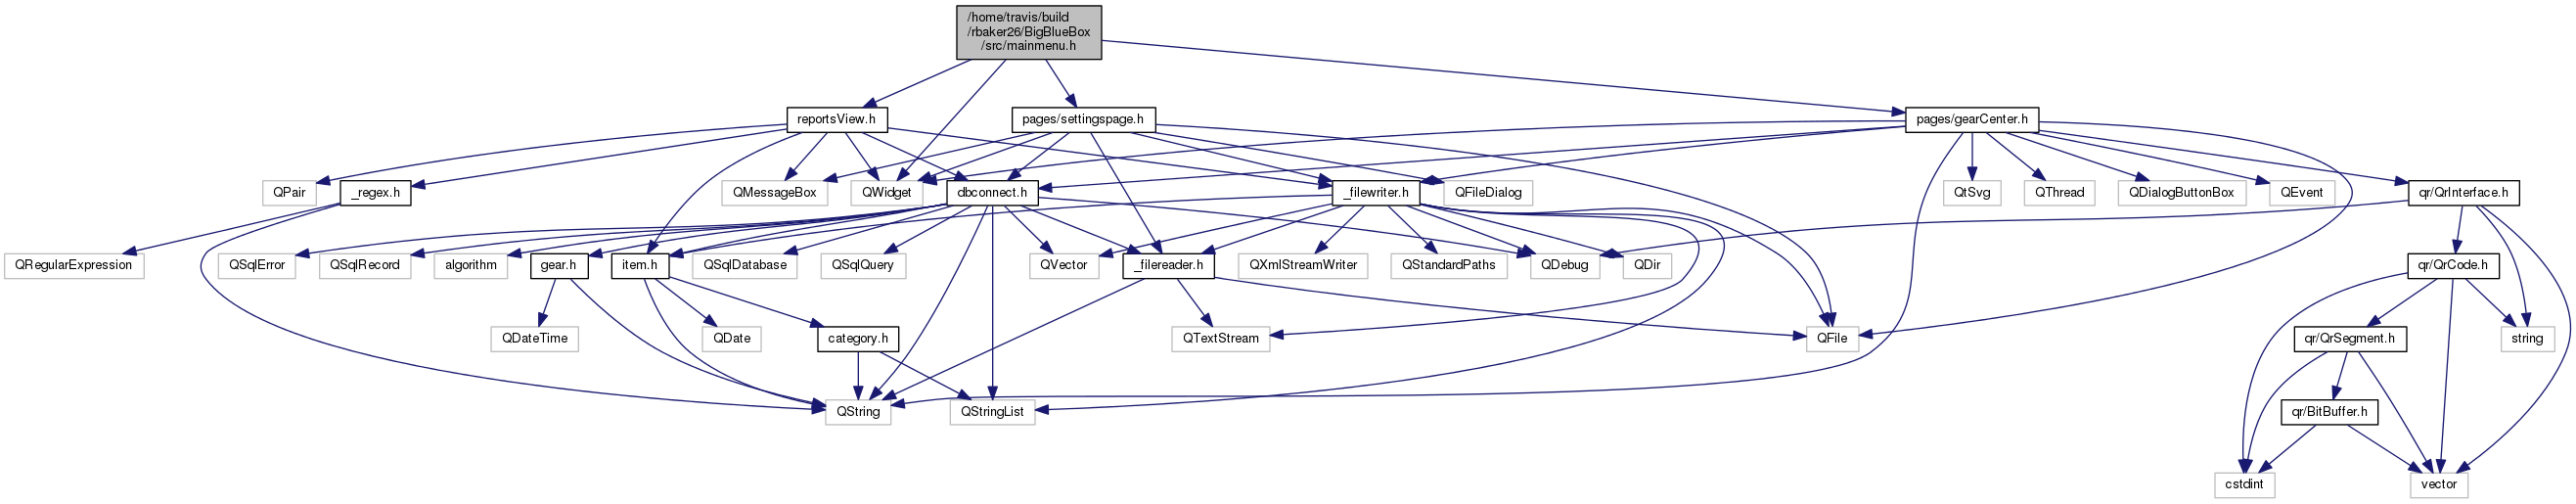 /home/travis/build
/rbaker26/BigBlueBox
/src/mainmenu.h
reportsView.h
pages/settingspage.h
pages/gearCenter.h
QPair
_regex.h
QMessageBox
QWidget
dbconnect.h
_filewriter.h
QFileDialog
QtSvg
QThread
QDialogButtonBox
QEvent
qr/QrInterface.h
QRegularExpression
QSqlError
QSqlRecord
algorithm
gear.h
item.h
QSqlDatabase
QSqlQuery
QVector
_filereader.h
QXmlStreamWriter
QStandardPaths
QDebug
QDir
qr/QrCode.h
QDateTime
QDate
category.h
QTextStream
QFile
qr/QrSegment.h
string
QString
QStringList
qr/BitBuffer.h
cstdint
vector